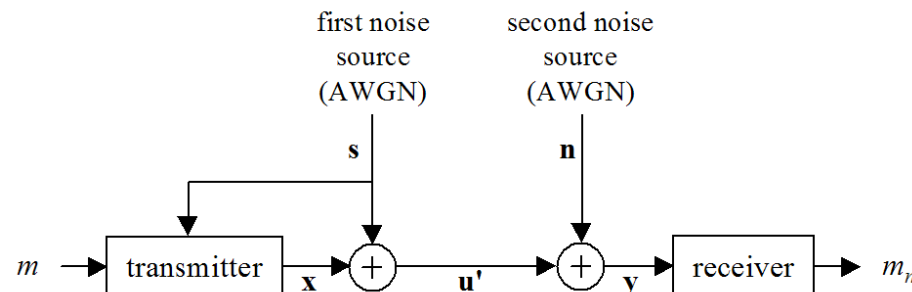 first noise
source
(AWGN)
second noise
source
(AWGN)
s
n
m
transmitter
x
+
u'
+
y
receiver
m